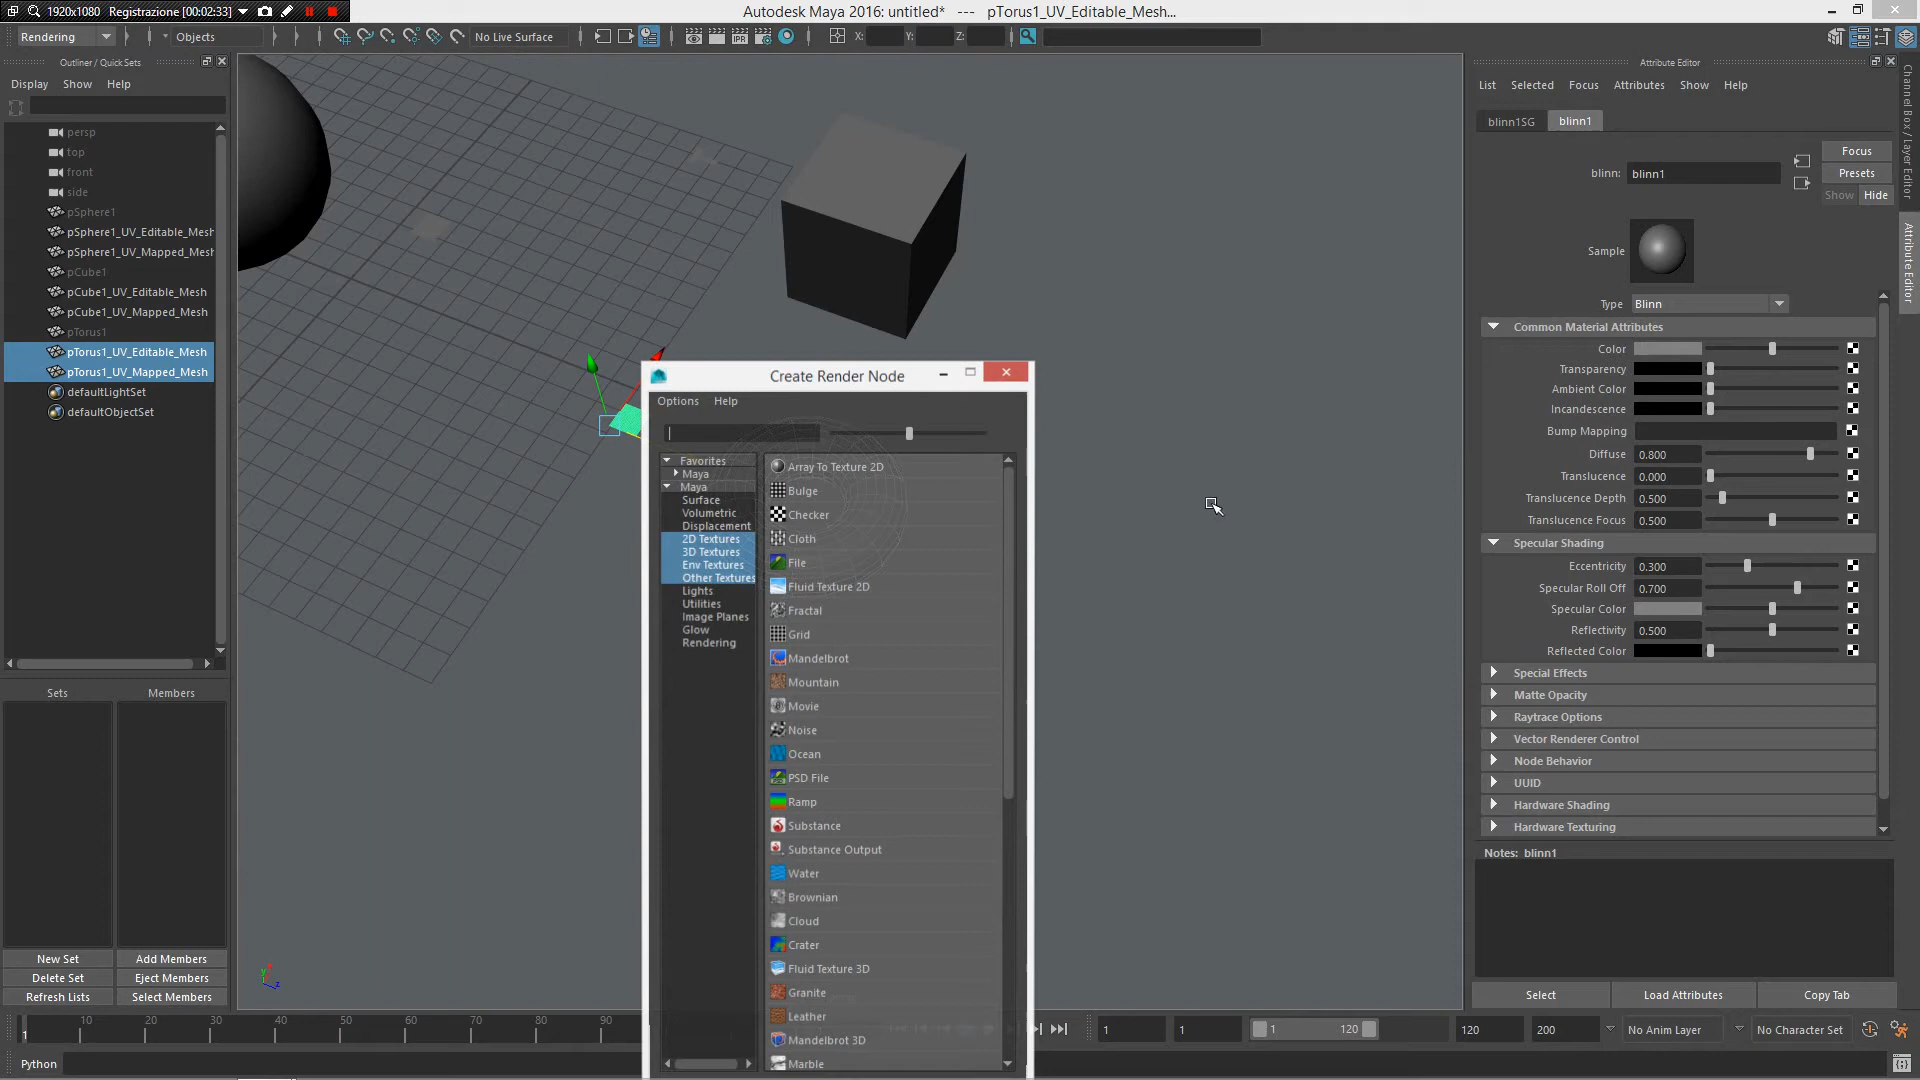 1920x1080 Registrazione [00:02:33]
Autodesk Maya 2016: untitled* --- pTorus1_UV_Editable_Mesh...
Rendering
Objects
No Live Surface
X:
Y:
Z:
IPR
Outliner / Quick Sets
Display Show Help
persp
top
front
side
pSphere1
pSphere1_UV_Editable_Mesh
pSphere1_UV_Mapped_Mesh
pCube1
pCube1_UV_Editable_Mesh
pCube1_UV_Mapped_Mesh
pTorus1
pTorus1_UV_Editable_Mesh
pTorus1_UV_Mapped_Mesh
defaultLightSet
defaultObjectSet
Sets Members
New Set Add Members
Delete Set Eject Members
Refresh Lists Select Members
Create Render Node
Options Help
Favorites
Maya
Maya
Surface
Volumetric
Displacement
2D Textures
3D Textures
Env Textures
Other Textures
Lights
Utilities
Image Planes
Glow
Rendering
Array To Texture 2D
Bulge
Checker
Cloth
File
Fluid Texture 2D
Fractal
Grid
Mandelbrot
Mountain
Movie
Noise
Ocean
PSD File
Ramp
Substance
Substance Output
Water
Brownian
Cloud
Crater
Fluid Texture 3D
Granite
Leather
Mandelbrot 3D
Marble
Attribute Editor
List Selected Focus Attributes Show Help
blinn1SG blinn1
blinn: blinn1
Focus
Presets
Show Hide
Sample
Type Blinn
Common Material Attributes
Color
Transparency
Ambient Color
Incandescence
Bump Mapping
Diffuse 0.800
Translucence 0.000
Translucence Depth 0.500
Translucence Focus 0.500
Specular Shading
Eccentricity 0.300
Specular Roll Off 0.700
Specular Color
Reflectivity 0.500
Reflected Color
Special Effects
Matte Opacity
Raytrace Options
Vector Renderer Control
Node Behavior
UUID
Hardware Shading
Hardware Texturing
Notes: blinn1
Select Load Attributes Copy Tab
Channel Box / Layer Editor
Attribute Editor
y
z
1 10 20 30 40 50 60 70 80 90
1 1 1 120 120 200 No Anim Layer No Character Set
Python